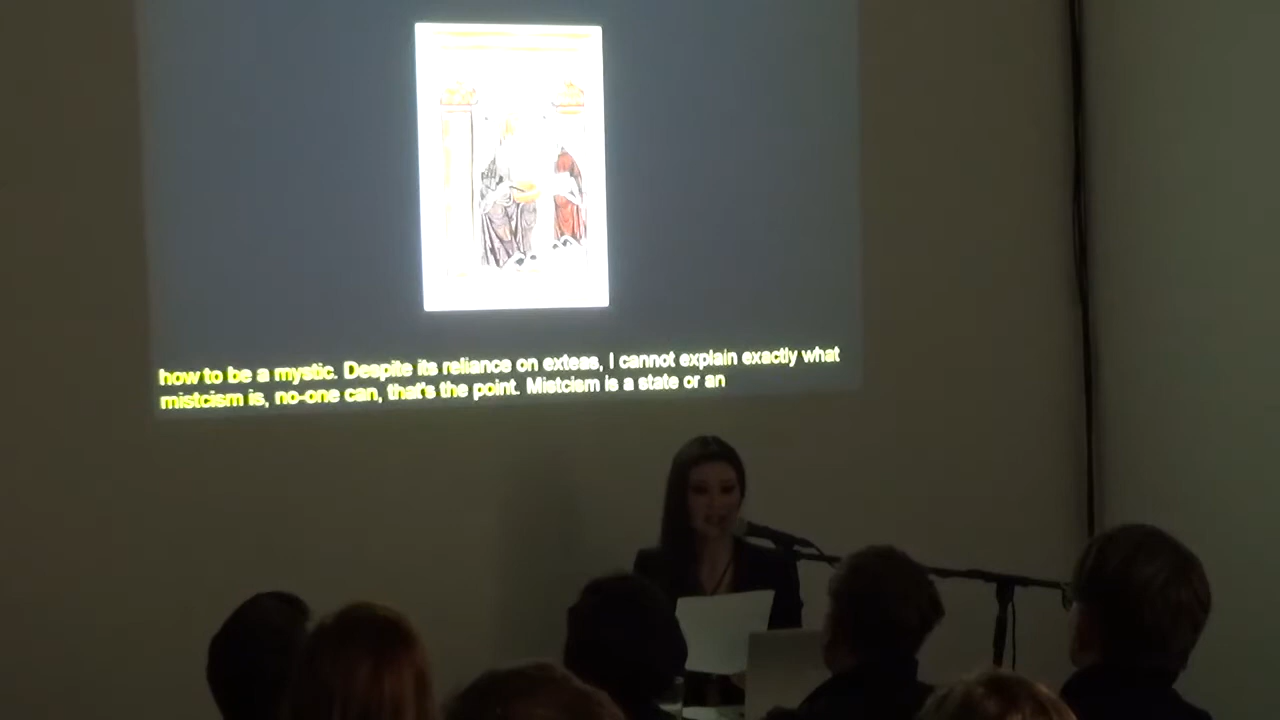 how to be a mystic. Despite its reliance on exteas, I cannot explain exactly what
mistcism is, no-one can, that's the point. Mistcism is a state or an